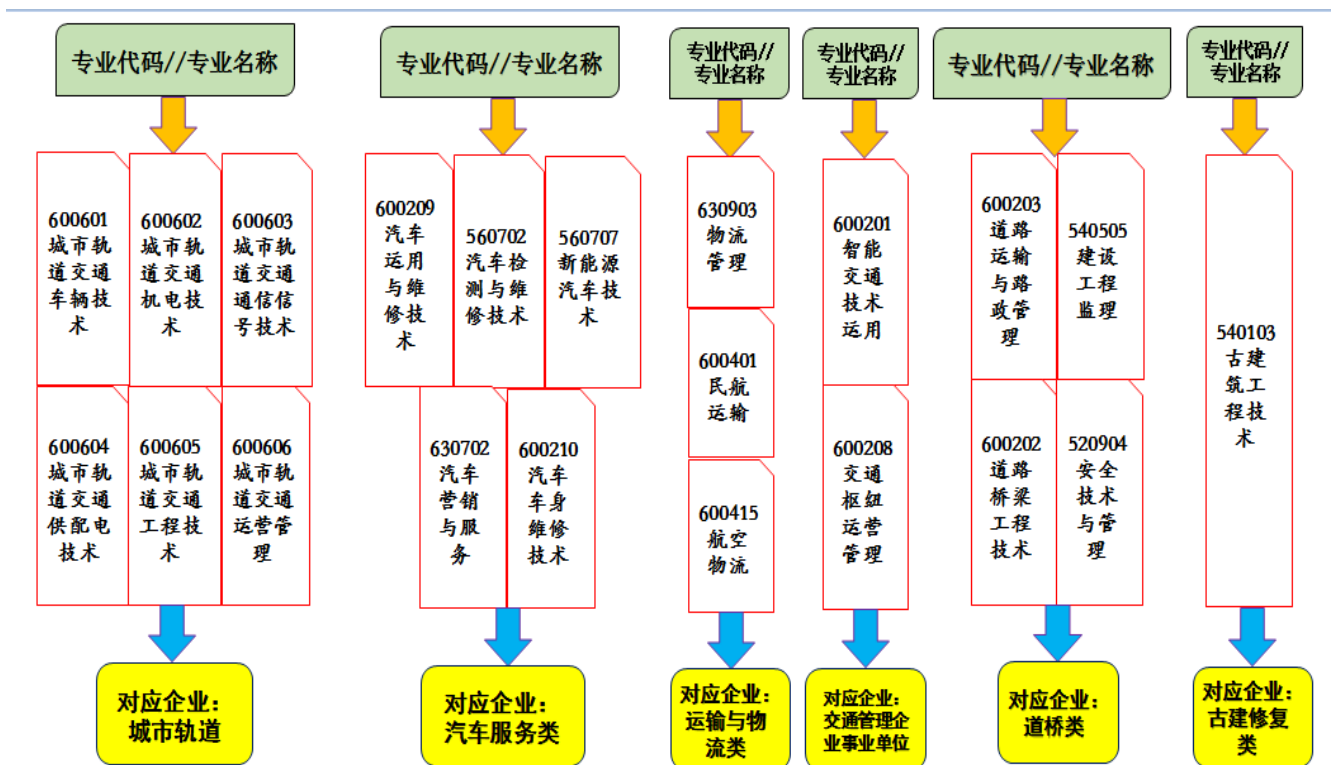 专业代码//专业名称
600601
城市轨
道交通
车辆技
术
600602
城市轨
道交通
机电技
术
600603
城市轨
道交通
通信信
号技术
600604
城市轨
道交通
供配电
技术
600605
城市轨
道交通
工程技
术
600606
城市轨
道交通
运营管
理
对应企业：
城市轨道
专业代码//专业名称
600209
汽车
运用
与维
修技
术
560702
汽车检
测与维
修技术
560707
新能源
汽车技
术
630702
汽车
营销
与服
务
600210
汽车
车身
维修
技术
对应企业：
汽车服务类
专业代码//
专业名称
630903
物流
管理
600401
民航
运输
600415
航空
物流
对应企业：
运输与物
流类
专业代码//
专业名称
600201
智能
交通
技术
运用
600208
交通
枢纽
运营
管理
对应企业：
交通管理企
业事业单位
专业代码//专业名称
600203
道路
运输
与路
政管
理
540505
建设
工程
监理
600202
道路
桥梁
工程
技术
520904
安全
技术
与管
理
对应企业：
道桥类
专业代码//
专业名称
540103
古建
筑工
程技
术
对应企业：
古建修复
类